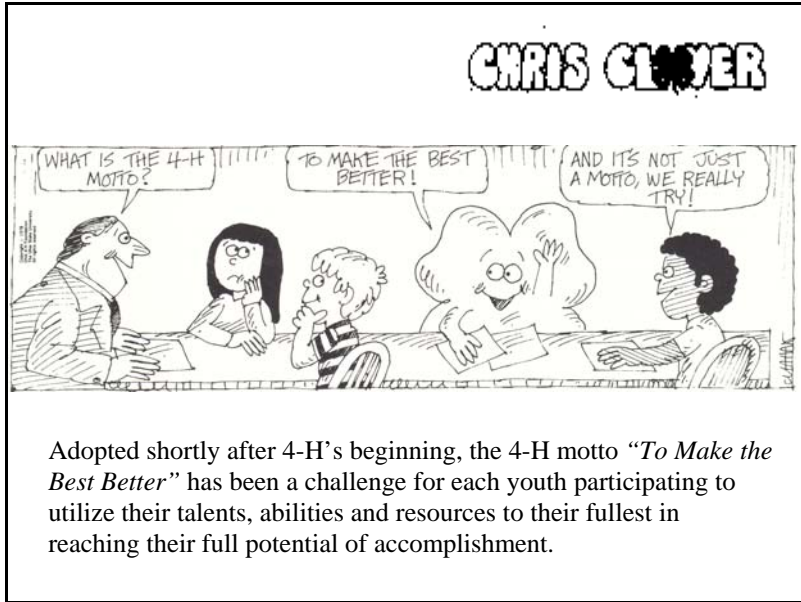 CHRIS CLOVER
WHAT IS THE 4-H
MOTTO?
TO MAKE THE BEST
BETTER!
AND IT'S NOT JUST
A MOTTO, WE REALLY
TRY!
Adopted shortly after 4-H’s beginning, the 4-H motto “To Make the
Best Better” has been a challenge for each youth participating to
utilize their talents, abilities and resources to their fullest in
reaching their full potential of accomplishment.